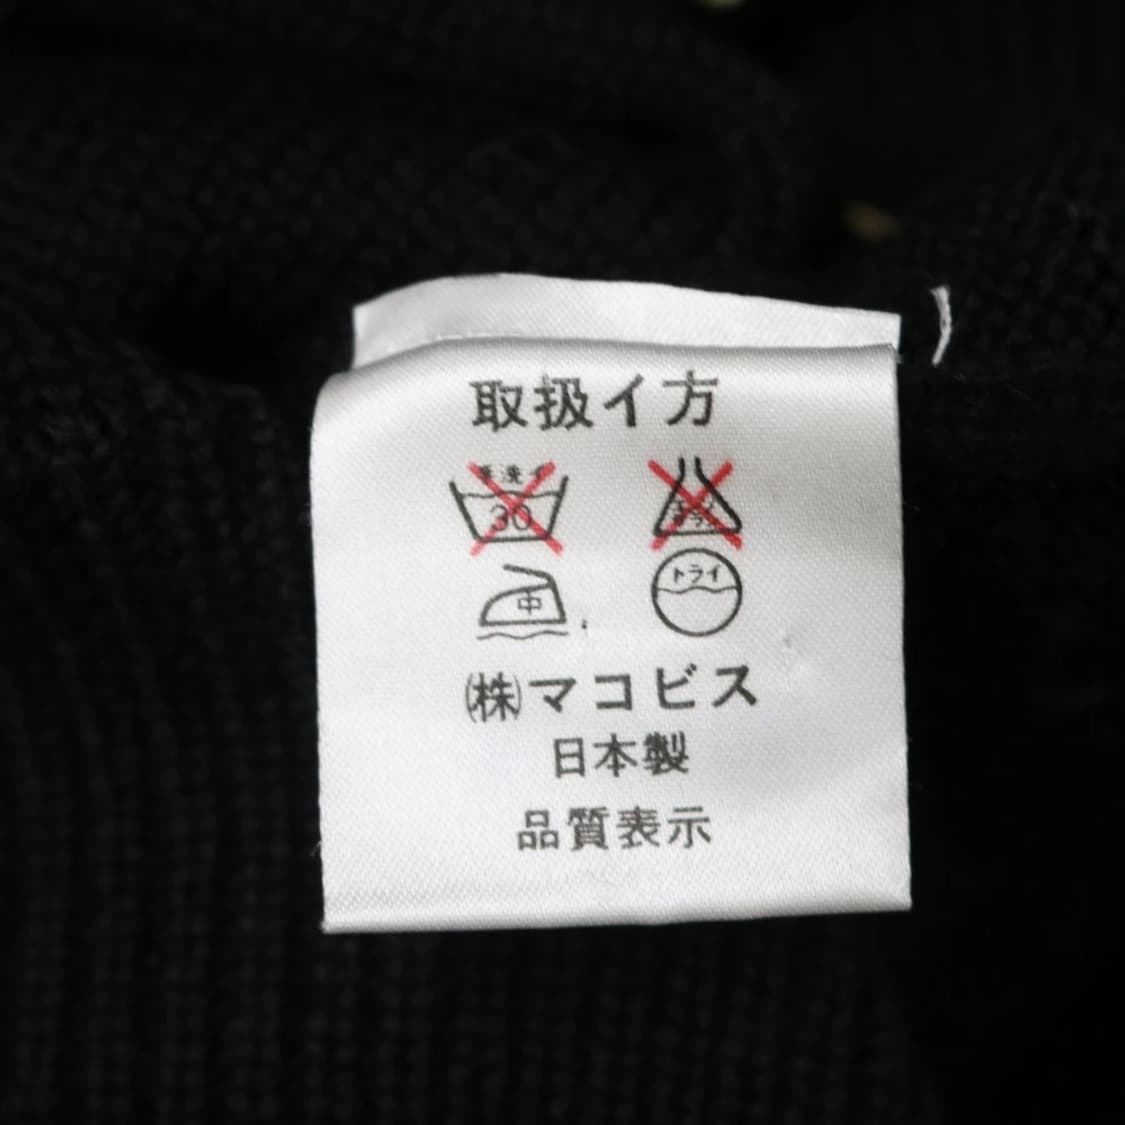 取扱イ方
30
中
ドライ
㈱マコビス
日本製
品質表示